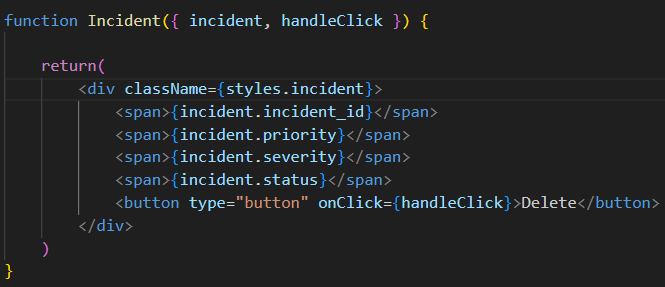 function Incident({ incident, handleClick }) {
return(
<div className={styles.incident}>
<span>{incident.incident_id}</span>
<span>{incident.priority}</span>
<span>{incident.severity}</span>
<span>{incident.status}</span>
<button type="button" onClick={handleClick}>Delete</button>
</div>
)
}